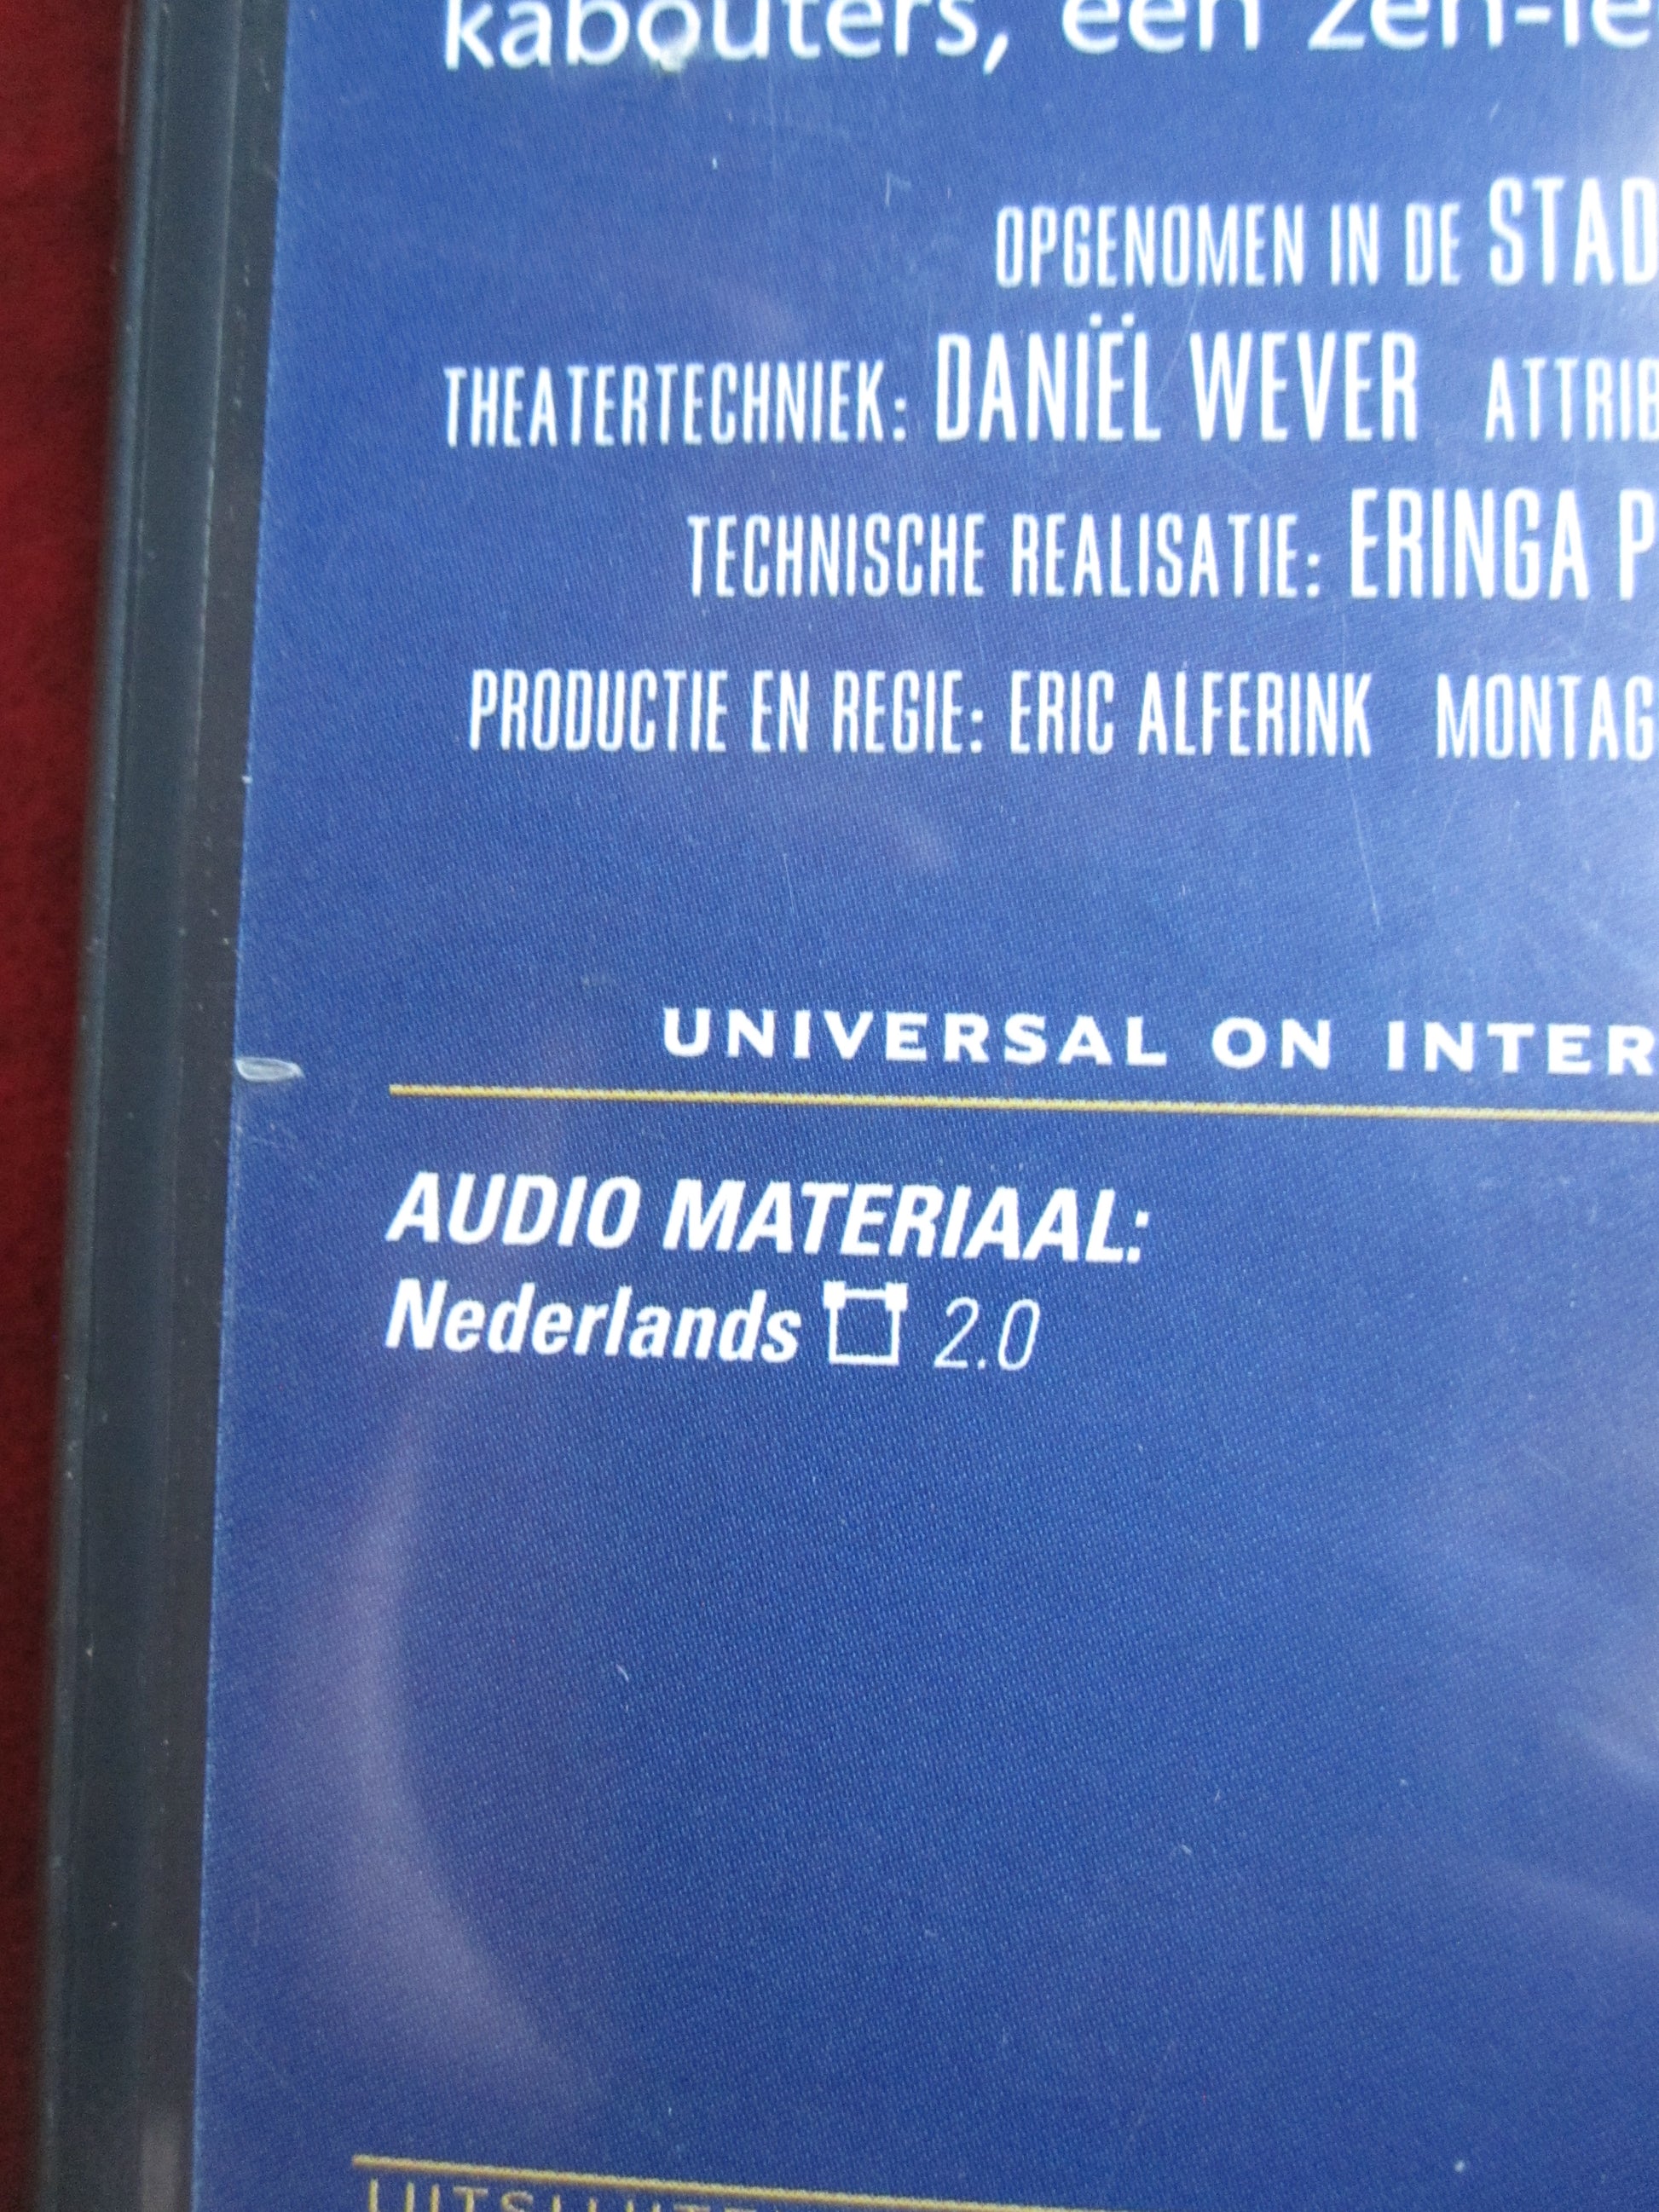 kabouters, een zen-le
OPGENOMEN IN DE STAD
THEATERTECHNIEK: DANIËL WEVER ATTRIB
TECHNISCHE REALISATIE: ERINGA P
PRODUCTIE EN REGIE: ERIC ALFERINK MONTAG
UNIVERSAL ON INTER
AUDIO MATERIAAL:
Nederlands 2.0